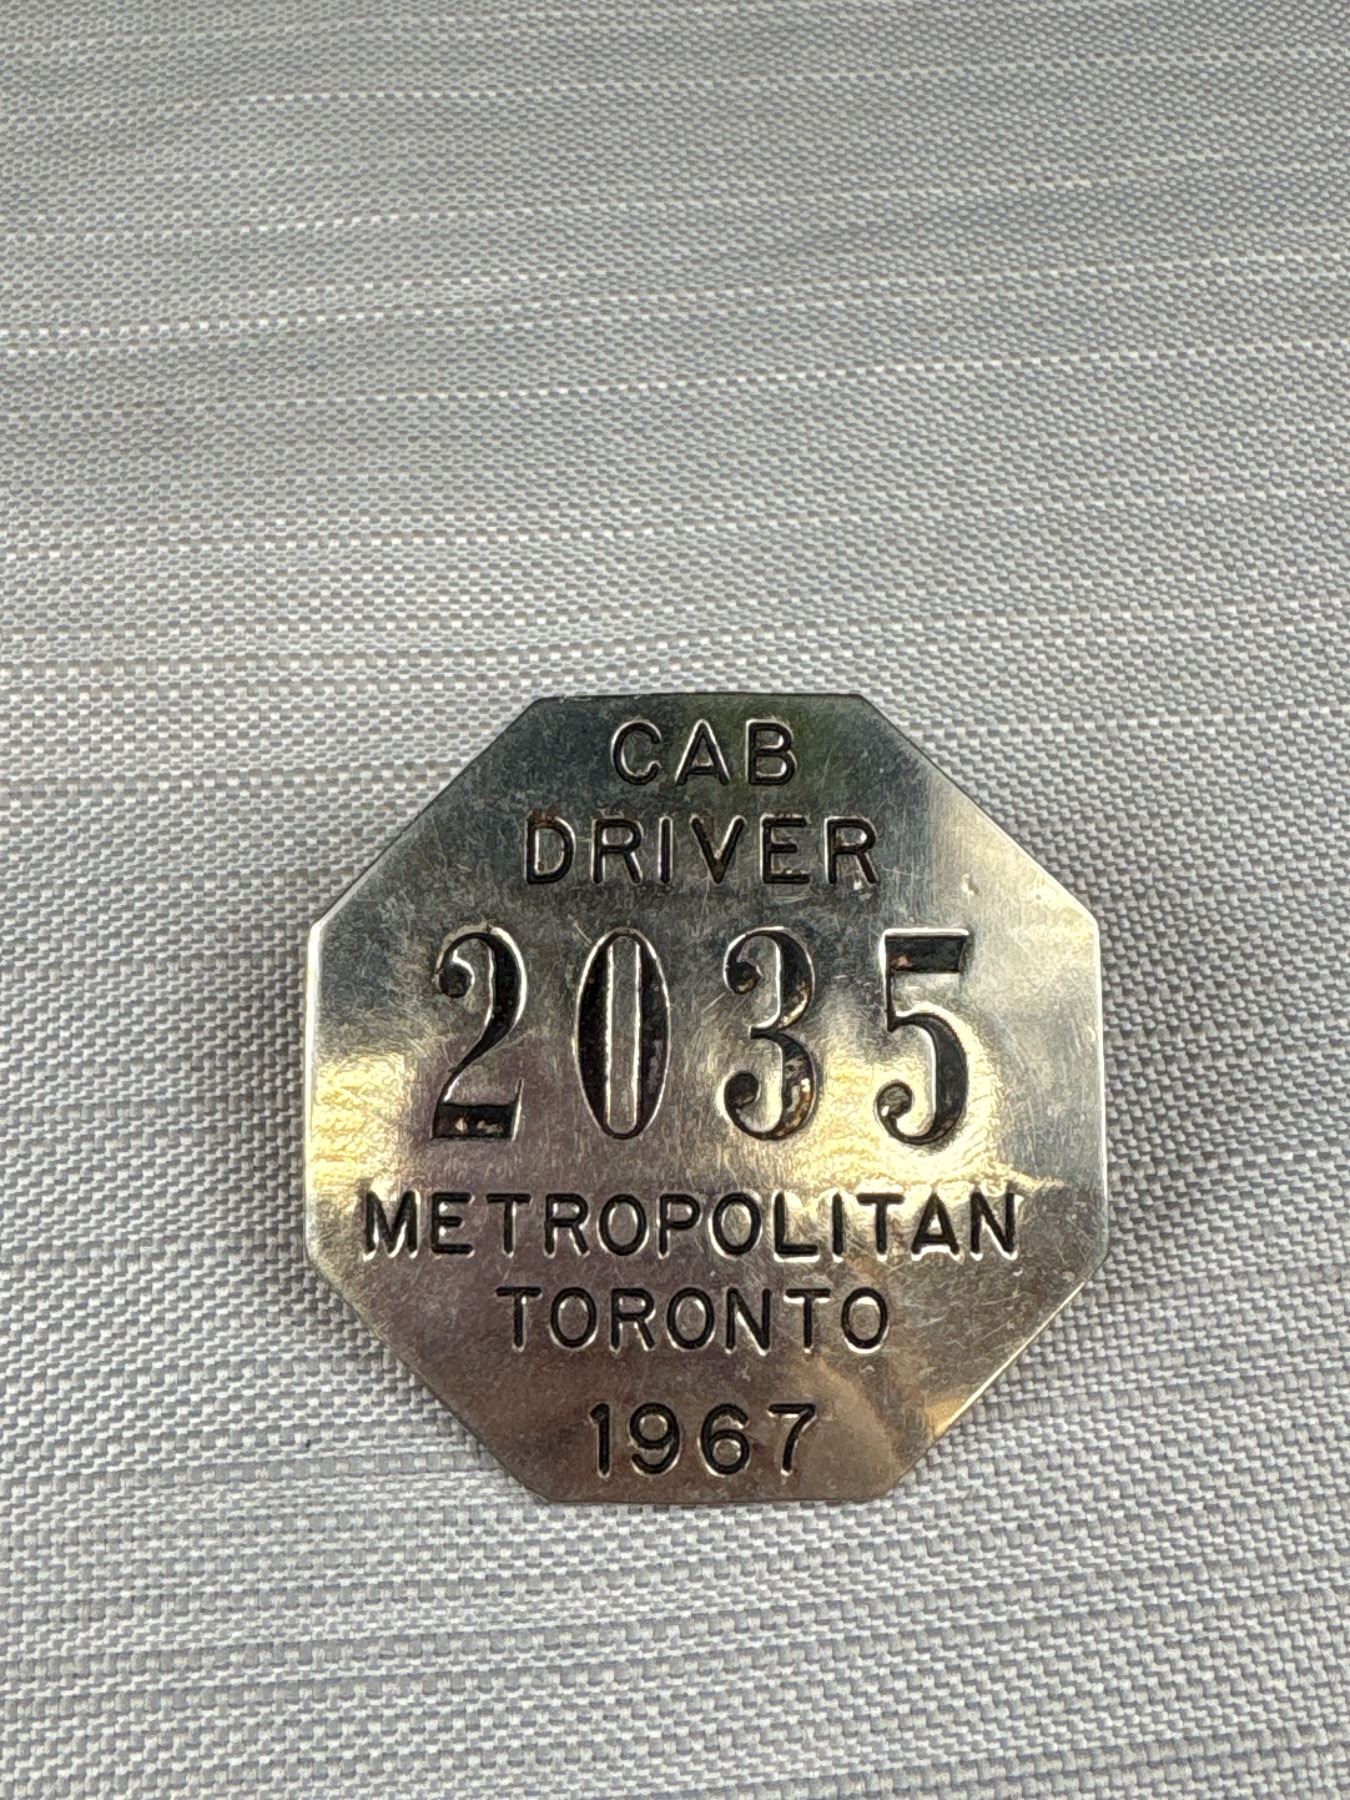 CAB
DRIVER
2035
METROPOLITAN
TORONTO
1967